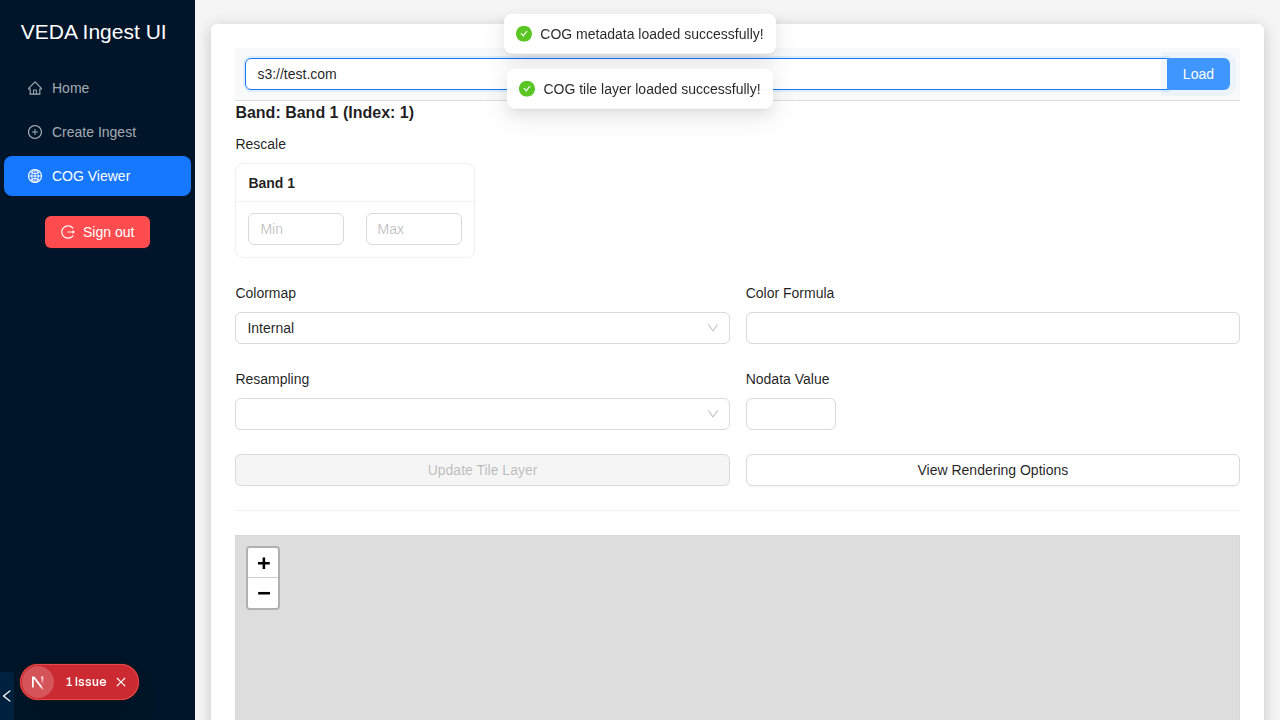 VEDA Ingest UI
Home
Create Ingest
COG Viewer
Sign out
COG metadata loaded successfully!
s3://test.com
Load
COG tile layer loaded successfully!
Band: Band 1 (Index: 1)
Rescale
Band 1
Min
Max
Colormap
Color Formula
Internal
Resampling
Nodata Value
Update Tile Layer
View Rendering Options
+
−
N
1 Issue